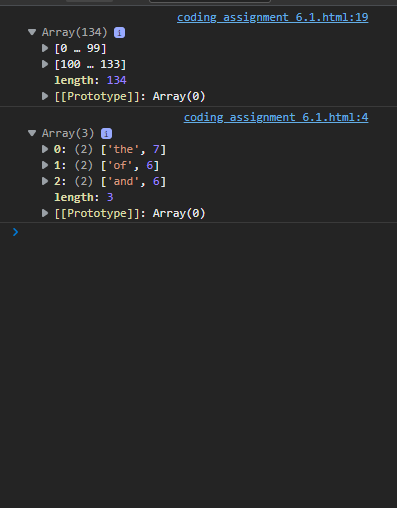 coding assignment 6.1.html:19
▼ Array(134) i
▶ [0 … 99]
▶ [100 … 133]
length: 134
▶ [[Prototype]]: Array(0)
coding assignment 6.1.html:4
▼ Array(3) i
▶ 0: (2) ['the', 7]
▶ 1: (2) ['of', 6]
▶ 2: (2) ['and', 6]
length: 3
▶ [[Prototype]]: Array(0)
>